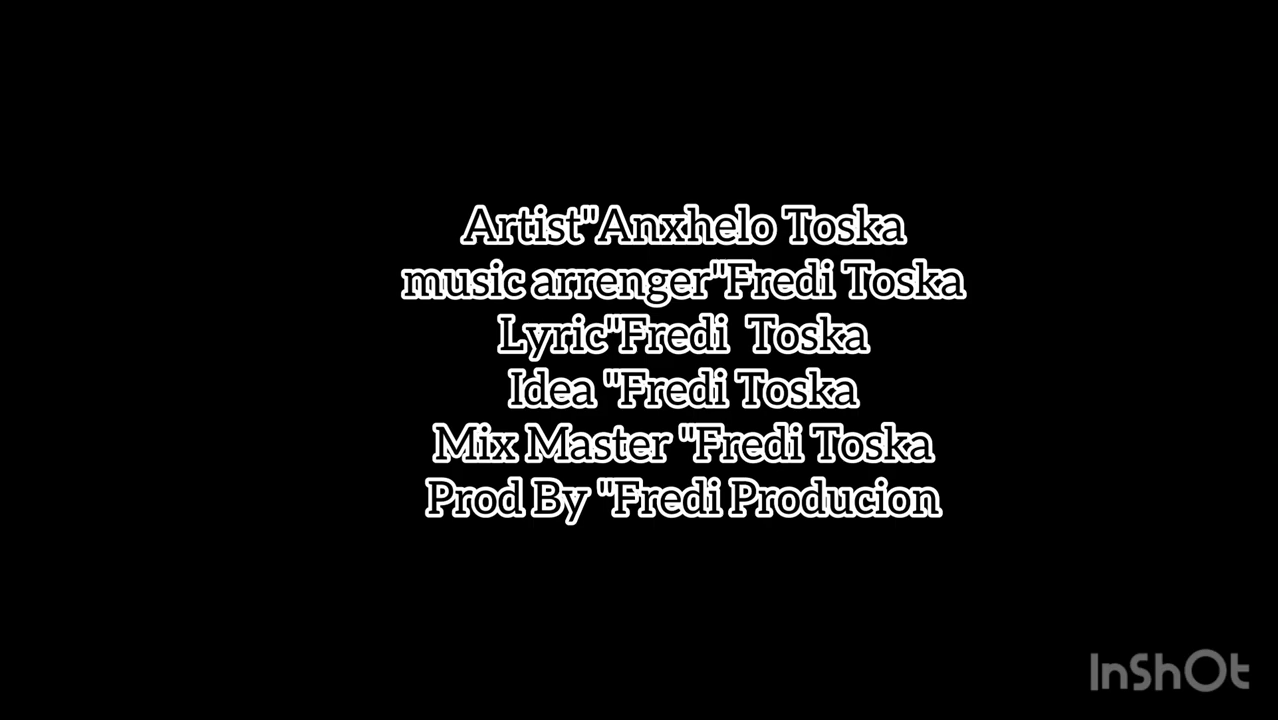 Artist"Anxhelo Toska
music arrenger"Fredi Toska
Lyric"Fredi  Toska
Idea "Fredi Toska
Mix Master "Fredi Toska
Prod By "Fredi Producion
InShOt